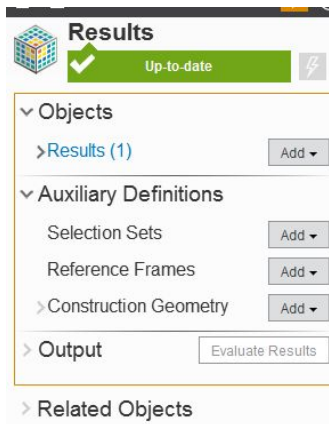 Results
Up-to-date
Objects
Results (1)
Add
Auxiliary Definitions
Selection Sets
Add
Reference Frames
Add
Construction Geometry
Add
Output
Evaluate Results
Related Objects